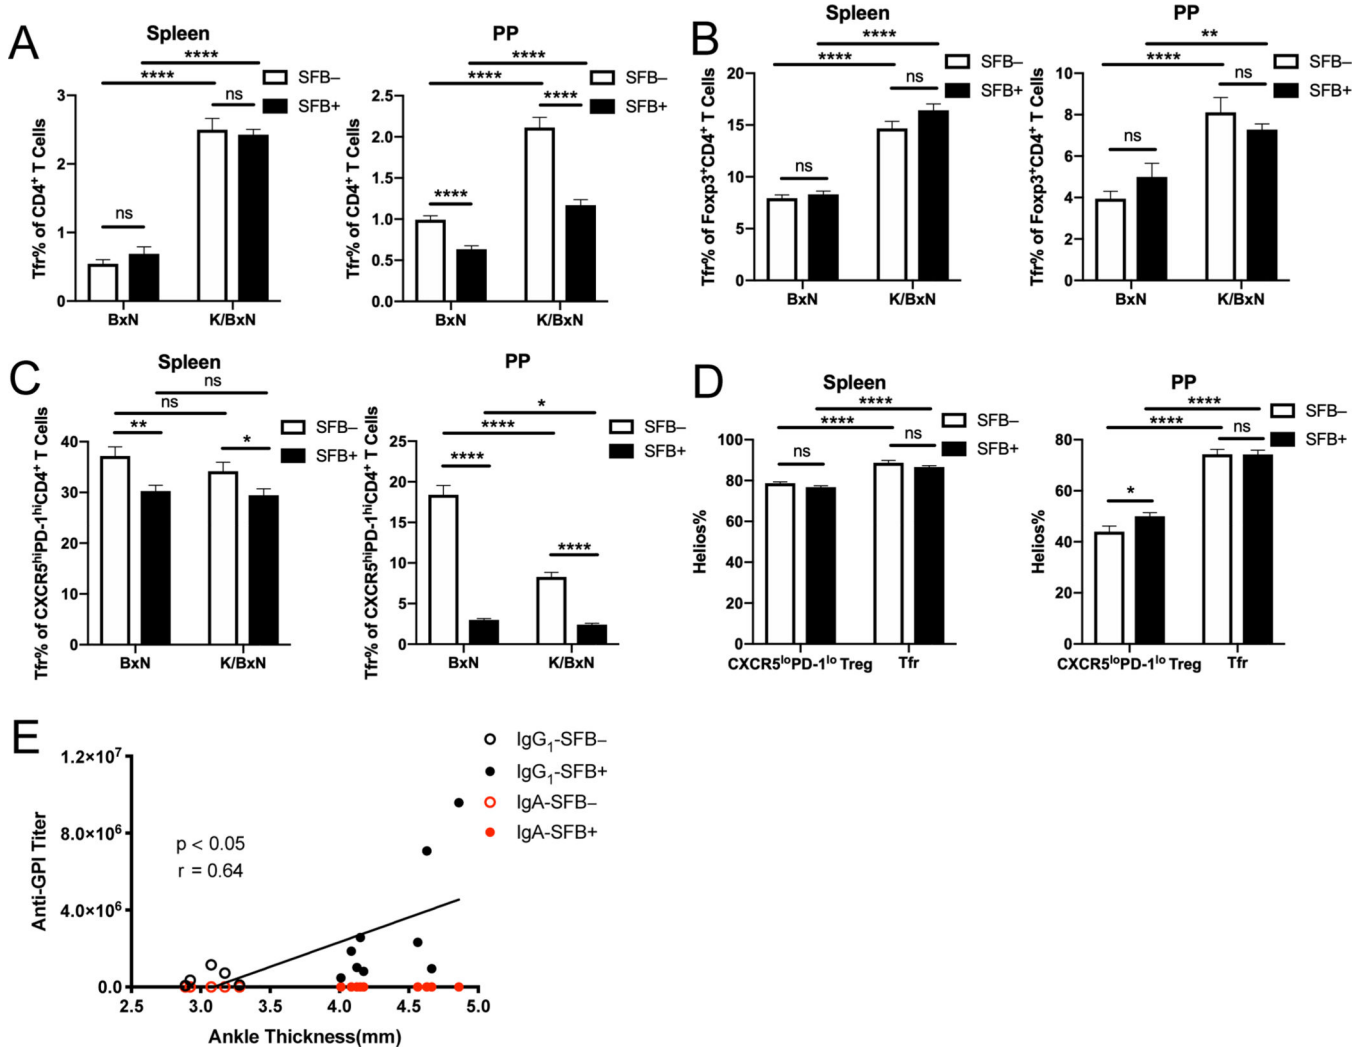 A
Spleen
****
****
ns
ns
SFB–
SFB+
Tfr% of CD4⁺ T Cells
3
2
1
0
BxN
K/BxN
PP
****
****
****
****
Tfr% of CD4⁺ T Cells
2.5
2.0
1.5
1.0
0.5
0.0
BxN
K/BxN
B
Spleen
****
****
ns
ns
SFB–
SFB+
Tfr% of Foxp3⁺CD4⁺ T Cells
20
15
10
5
0
BxN
K/BxN
PP
**
****
ns
ns
SFB–
SFB+
Tfr% of Foxp3⁺CD4⁺ T Cells
10
8
6
4
2
0
BxN
K/BxN
C
Spleen
ns
ns
**
*
SFB–
SFB+
Tfr% of CXCR5ʰⁱPD-1ʰⁱCD4⁺ T Cells
40
30
20
10
0
BxN
K/BxN
PP
*
****
****
****
SFB–
SFB+
Tfr% of CXCR5ʰⁱPD-1ʰⁱCD4⁺ T Cells
25
20
15
10
5
0
BxN
K/BxN
D
Spleen
****
****
ns
ns
SFB–
SFB+
Helios%
100
80
60
40
20
0
CXCR5ˡᵒPD-1ˡᵒ Treg
Tfr
PP
****
****
ns
*
SFB–
SFB+
Helios%
80
60
40
20
0
CXCR5ˡᵒPD-1ˡᵒ Treg
Tfr
E
IgG₁-SFB–
IgG₁-SFB+
IgA-SFB–
IgA-SFB+
p < 0.05
r = 0.64
Anti-GPI Titer
1.2×10⁷
8.0×10⁶
4.0×10⁶
0.0
2.5
3.0
3.5
4.0
4.5
5.0
Ankle Thickness(mm)